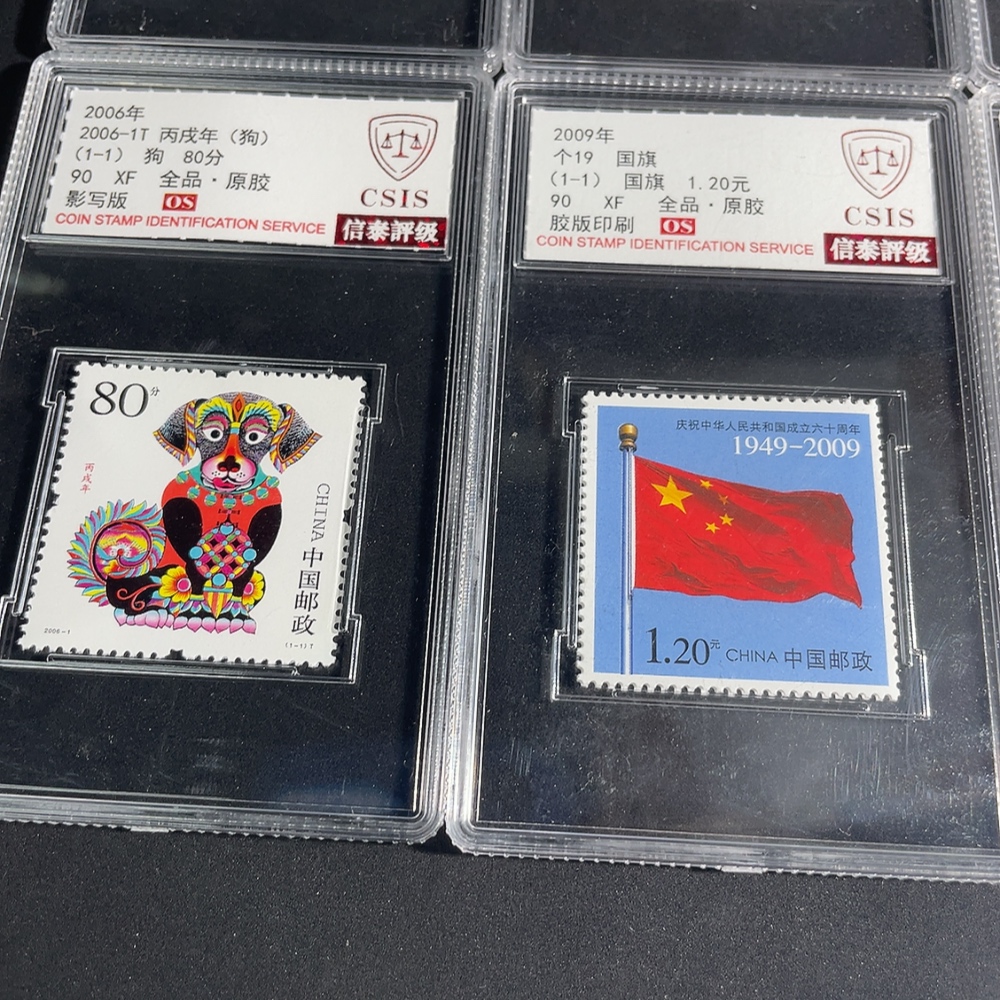 2006年
2006-1T 丙戌年（狗）
（1-1） 狗 80分
90 XF 全品·原胶
影写版 OS
COIN STAMP IDENTIFICATION SERVICE
CSIS
信泰評级
80分
丙戌年
CHINA 中国邮政
2006-1
(1-1)T
2009年
个19 国旗
（1-1） 国旗 1.20元
90 XF 全品·原胶
胶版印刷 OS
COIN STAMP IDENTIFICATION SERVICE
CSIS
信泰評级
庆祝中华人民共和国成立六十周年
1949-2009
1.20元 CHINA 中国邮政